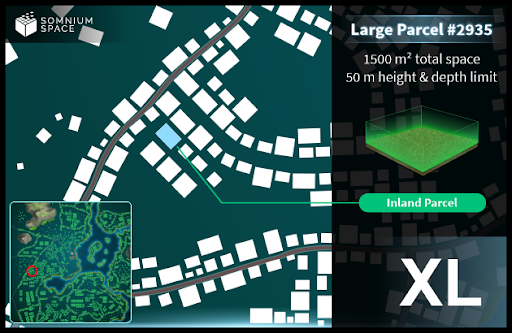 SOMNIUM
SPACE
Large Parcel #2935
1500 m² total space
50 m height & depth limit
Inland Parcel
XL